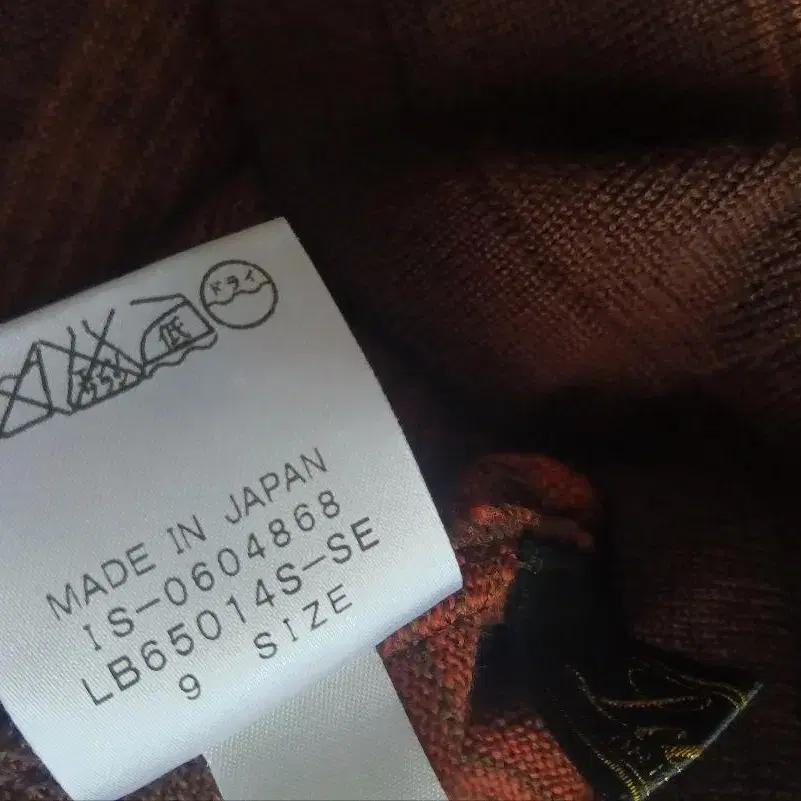 低 ドライ
MADE IN JAPAN
IS-0604868
LB65014S-SE
9 SIZE